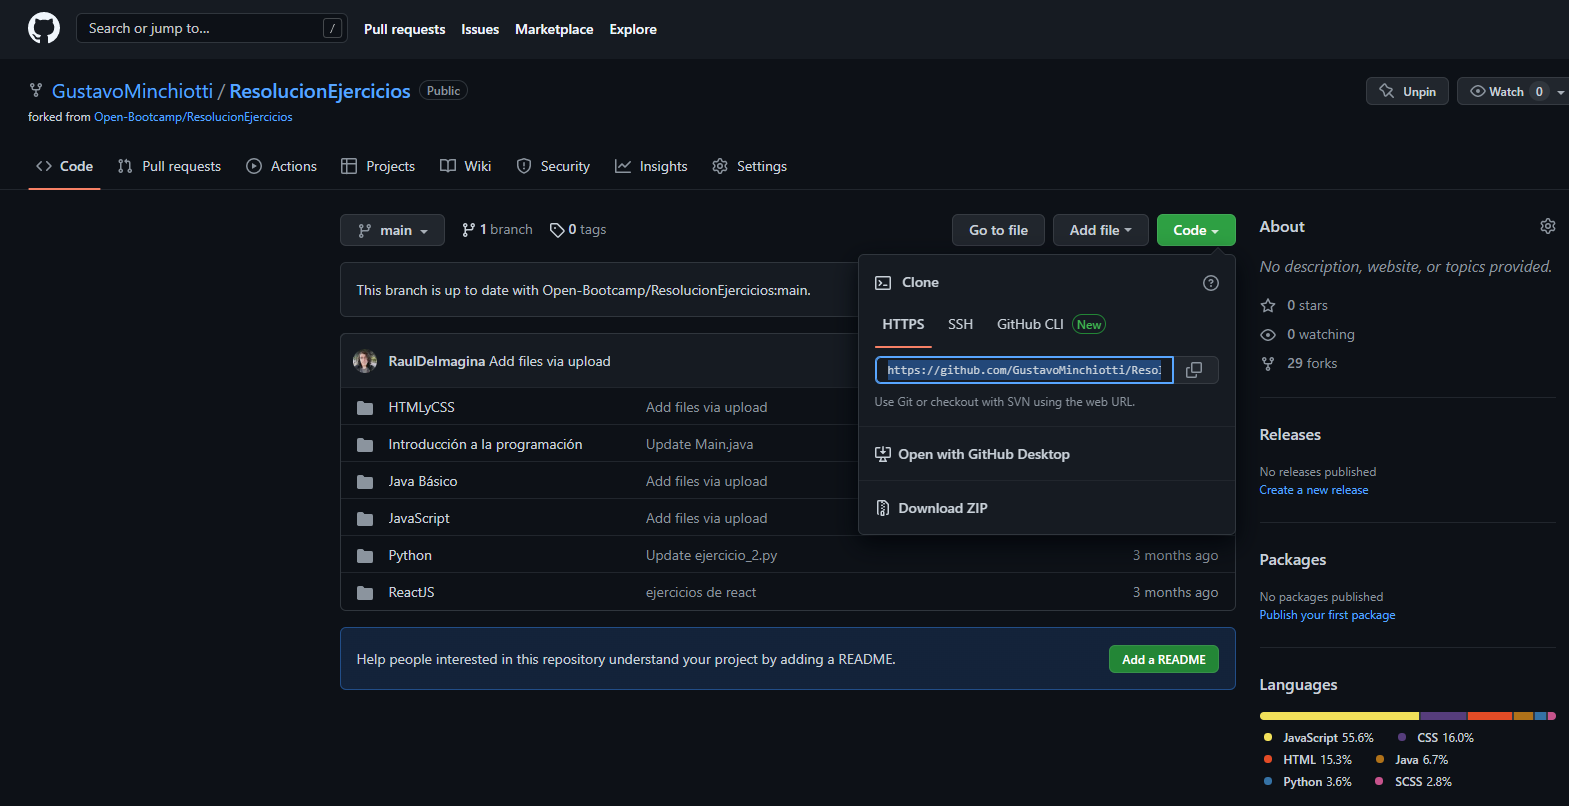 Search or jump to... /
Pull requests Issues Marketplace Explore
GustavoMinchiotti / ResolucionEjercicios Public
forked from Open-Bootcamp/ResolucionEjercicios
Unpin
Watch 0
Code Pull requests Actions Projects Wiki Security Insights Settings
main 1 branch 0 tags
Go to file Add file Code
This branch is up to date with Open-Bootcamp/ResolucionEjercicios:main.
Clone
HTTPS SSH GitHub CLI New
https://github.com/GustavoMinchiotti/Resol
Use Git or checkout with SVN using the web URL.
Open with GitHub Desktop
Download ZIP
RaulDeImagina Add files via upload
HTMLyCSS Add files via upload
Introducción a la programación Update Main.java
Java Básico Add files via upload
JavaScript Add files via upload
Python Update ejercicio_2.py 3 months ago
ReactJS ejercicios de react 3 months ago
Help people interested in this repository understand your project by adding a README.
Add a README
About
No description, website, or topics provided.
0 stars
0 watching
29 forks
Releases
No releases published
Create a new release
Packages
No packages published
Publish your first package
Languages
JavaScript 55.6% CSS 16.0%
HTML 15.3% Java 6.7%
Python 3.6% SCSS 2.8%